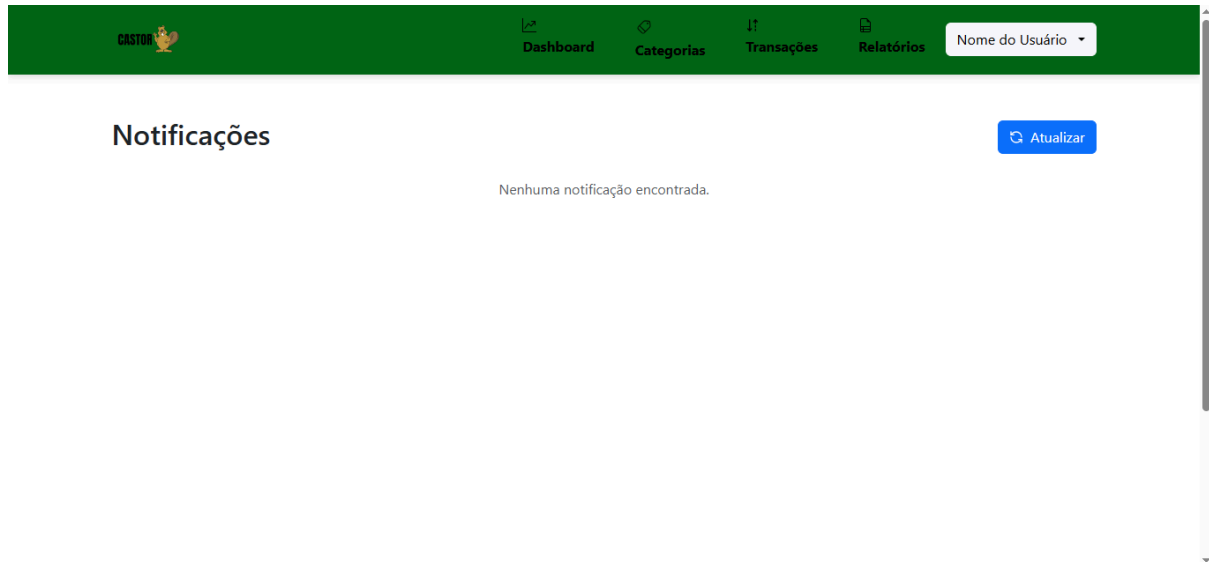 CASTOR
Dashboard
Categorias
Transações
Relatórios
Nome do Usuário
Notificações
Atualizar
Nenhuma notificação encontrada.